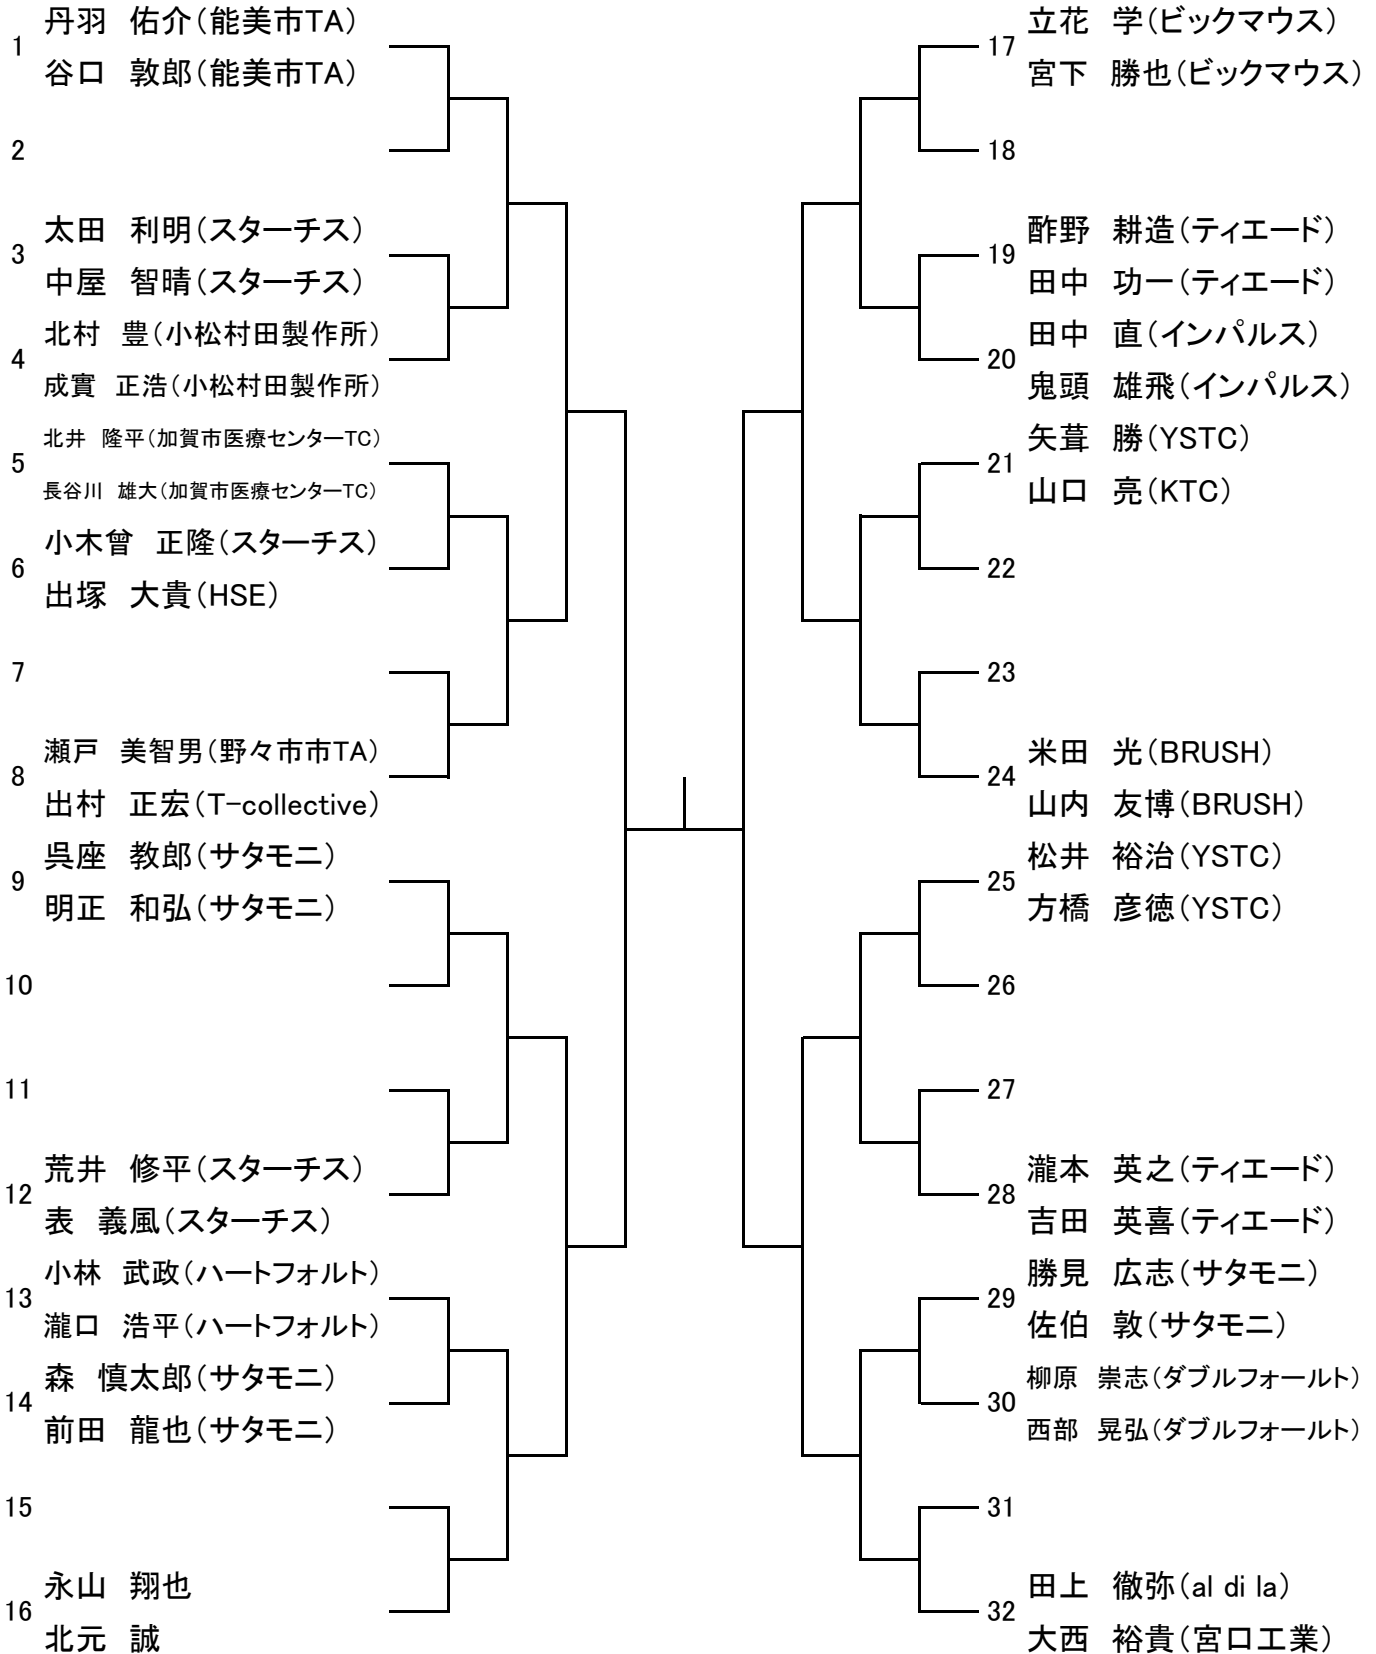 1
丹羽　佑介(能美市TA)
谷口　敦郎(能美市TA)
2
3
太田　利明(スターチス)
中屋　智晴(スターチス)
4
北村　豊(小松村田製作所)
成實　正浩(小松村田製作所)
5
北井　隆平(加賀市医療センターTC)
長谷川　雄大(加賀市医療センターTC)
6
小木曾　正隆(スターチス)
出塚　大貴(HSE)
7
8
瀬戸　美智男(野々市市TA)
出村　正宏(T-collective)
9
呉座　教郎(サタモニ)
明正　和弘(サタモニ)
10
11
12
荒井　修平(スターチス)
表　義風(スターチス)
13
小林　武政(ハートフォルト)
瀧口　浩平(ハートフォルト)
14
森　慎太郎(サタモニ)
前田　龍也(サタモニ)
15
16
永山　翔也
北元　誠
17
立花　学(ビックマウス)
宮下　勝也(ビックマウス)
18
19
酢野　耕造(ティエード)
田中　功一(ティエード)
20
田中　直(インパルス)
鬼頭　雄飛(インパルス)
21
矢葺　勝(YSTC)
山口　亮(KTC)
22
23
24
米田　光(BRUSH)
山内　友博(BRUSH)
25
松井　裕治(YSTC)
方橋　彦徳(YSTC)
26
27
28
瀧本　英之(ティエード)
吉田　英喜(ティエード)
29
勝見　広志(サタモニ)
佐伯　敦(サタモニ)
30
柳原　崇志(ダブルフォールト)
西部　晃弘(ダブルフォールト)
31
32
田上　徹弥(al di la)
大西　裕貴(宮口工業)